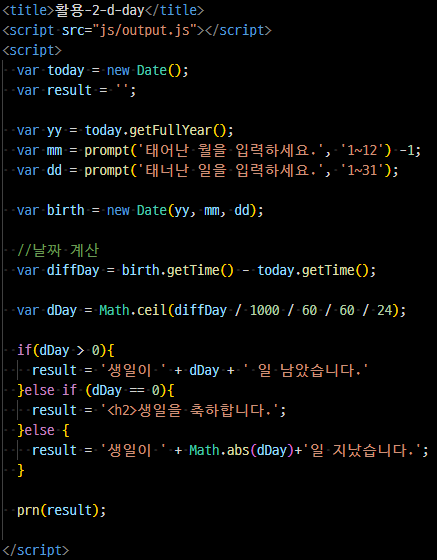 <title>활용-2-d-day</title>
<script src="js/output.js"></script>
<script>
var today = new Date();
var result = '';
var yy = today.getFullYear();
var mm = prompt('태어난 월을 입력하세요.', '1~12') -1;
var dd = prompt('태너난 일을 입력하세요.', '1~31');
var birth = new Date(yy, mm, dd);
//날짜 계산
var diffDay = birth.getTime() - today.getTime();
var dDay = Math.ceil(diffDay / 1000 / 60 / 60 / 24);
if(dDay > 0){
result = '생일이 ' + dDay + ' 일 남았습니다.'
}else if (dDay == 0){
result = '<h2>생일을 축하합니다.';
}else {
result = '생일이 ' + Math.abs(dDay)+'일 지났습니다.';
}
prn(result);
</script>